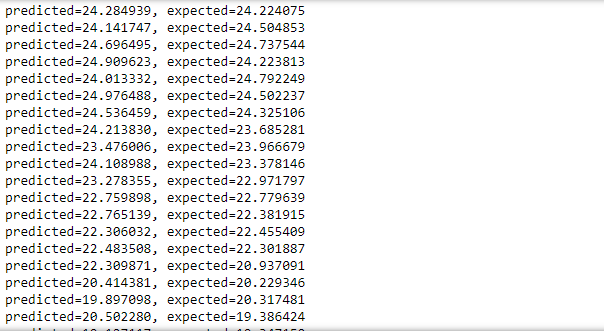 predicted=24.284939, expected=24.224075
predicted=24.141747, expected=24.504853
predicted=24.696495, expected=24.737544
predicted=24.909623, expected=24.223813
predicted=24.013332, expected=24.792249
predicted=24.976488, expected=24.502237
predicted=24.536459, expected=24.325106
predicted=24.213830, expected=23.685281
predicted=23.476006, expected=23.966679
predicted=24.108988, expected=23.378146
predicted=23.278355, expected=22.971797
predicted=22.759898, expected=22.779639
predicted=22.765139, expected=22.381915
predicted=22.306032, expected=22.455409
predicted=22.483508, expected=22.301887
predicted=22.309871, expected=20.937091
predicted=20.414381, expected=20.229346
predicted=19.897098, expected=20.317481
predicted=20.502280, expected=19.386424